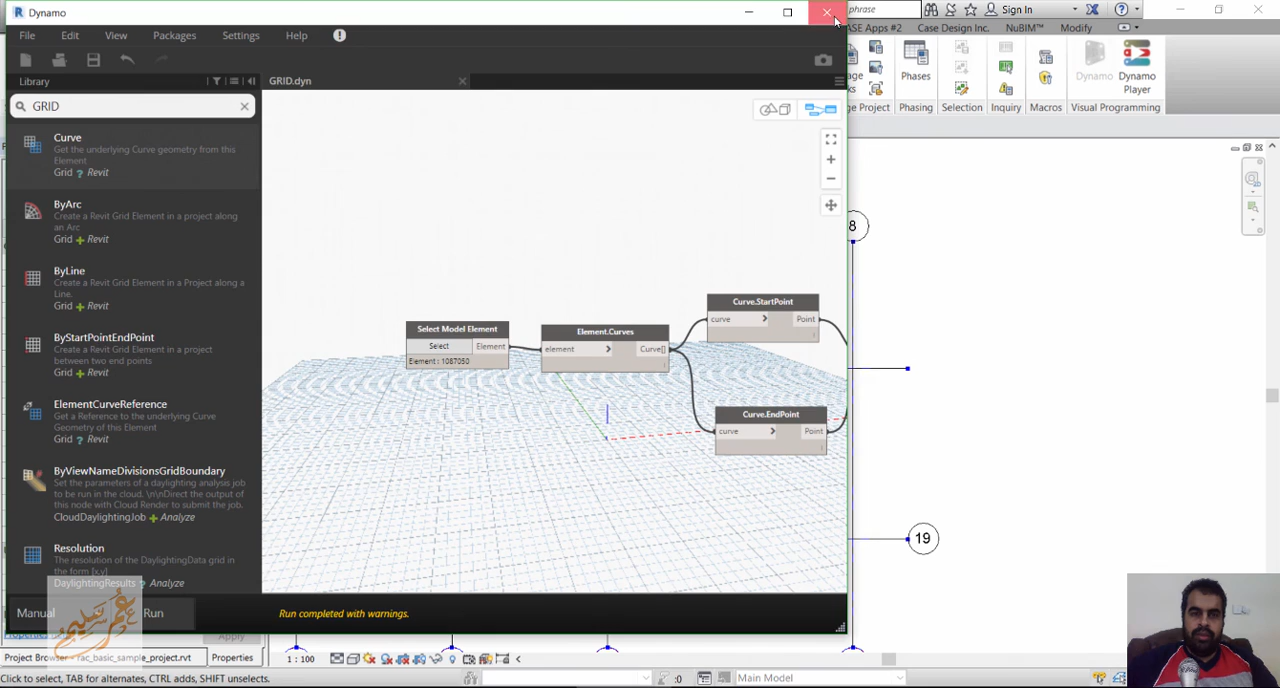 Dynamo
phrase
Sign In
ASE Apps #2 Case Design Inc. NuBIM™ Modify
File Edit View Packages Settings Help
Phases
Dynamo
Dynamo
Player
ge Project Phasing Selection Inquiry Macros Visual Programming
Library
GRID.dyn
GRID
Curve
Get the underlying Curve geometry from this
Element
Grid ? Revit
ByArc
Create a Revit Grid Element in a project along
an Arc
Grid + Revit
ByLine
Create a Revit Grid Element in a Project along a
Line.
Grid + Revit
ByStartPointEndPoint
Create a Revit Grid Element in a project
between two end points
Grid + Revit
ElementCurveReference
Get a Reference to the underlying Curve
Geometry of this Element
Grid ? Revit
ByViewNameDivisionsGridBoundary
Set the parameters of a daylighting analysis
job to be run in the cloud. \n\nDirect the output of
this node with Cloud Render to submit the job.
CloudDaylightingJob + Analyze
Resolution
The resolution of the DaylightingData grid in
the form {x,y}
DaylightingResults ? Analyze
Select Model Element
Select Element
Element : 1087050
Element.Curves
element > Curve[]
Curve.StartPoint
curve > Point
Curve.EndPoint
curve > Point
8
19
Manual Run
Run completed with warnings.
عمر سليم
Apply
Project Browser - rac_basic_sample_project.rvt Properties
1 : 100
Click to select, TAB for alternates, CTRL adds, SHIFT unselects.
:0
Main Model